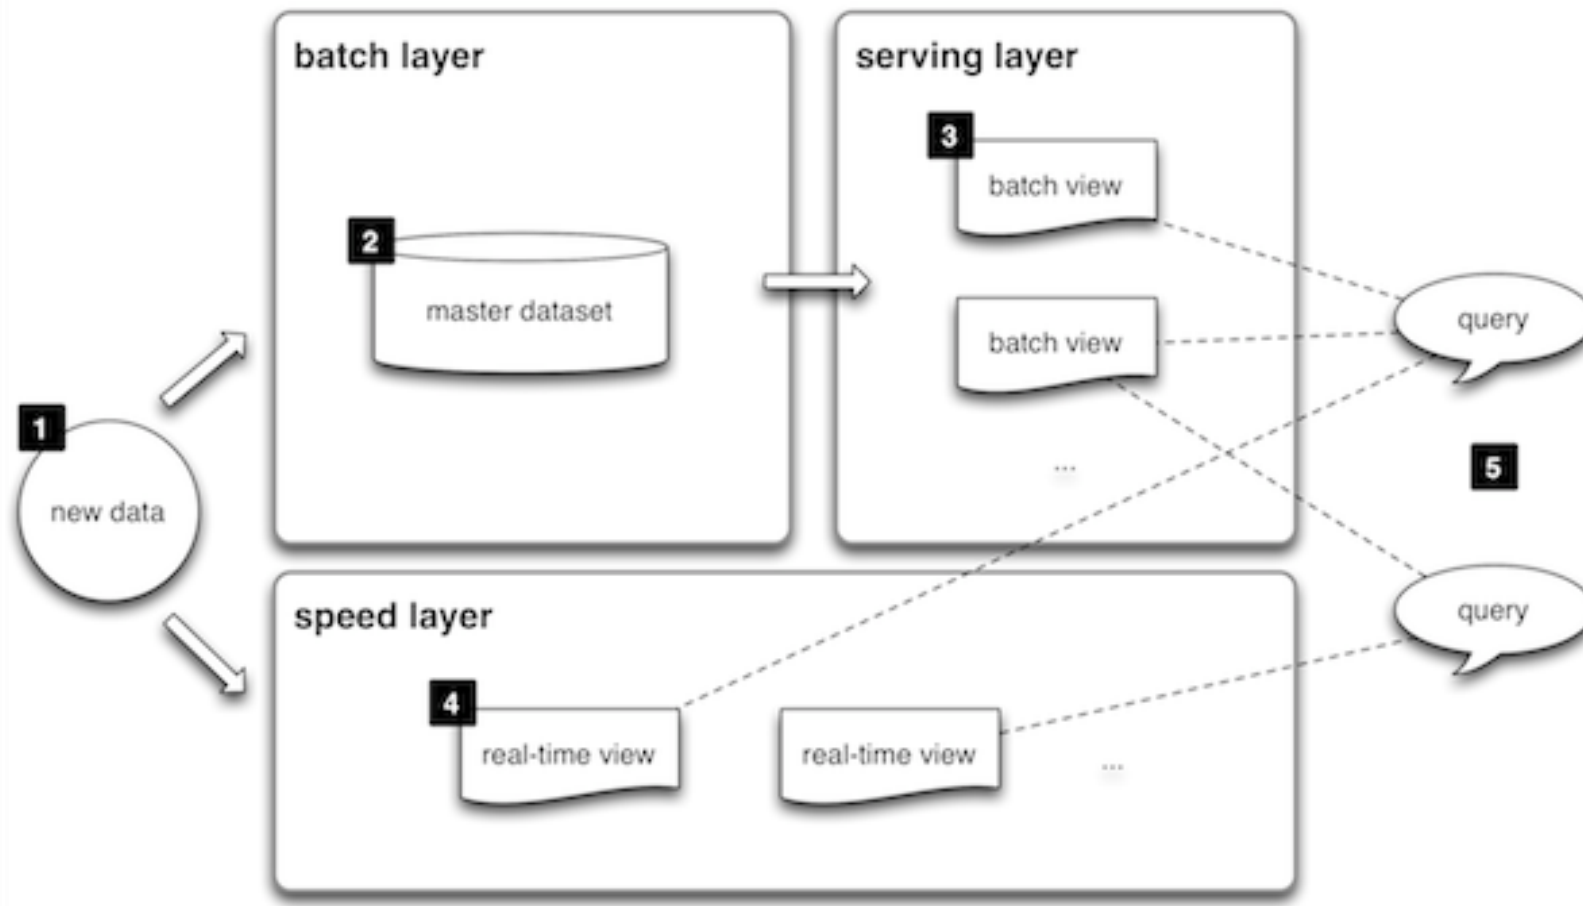 batch layer
serving layer
3
batch view
2
master dataset
batch view
query
1
new data
...
5
speed layer
query
4
real-time view
real-time view
...